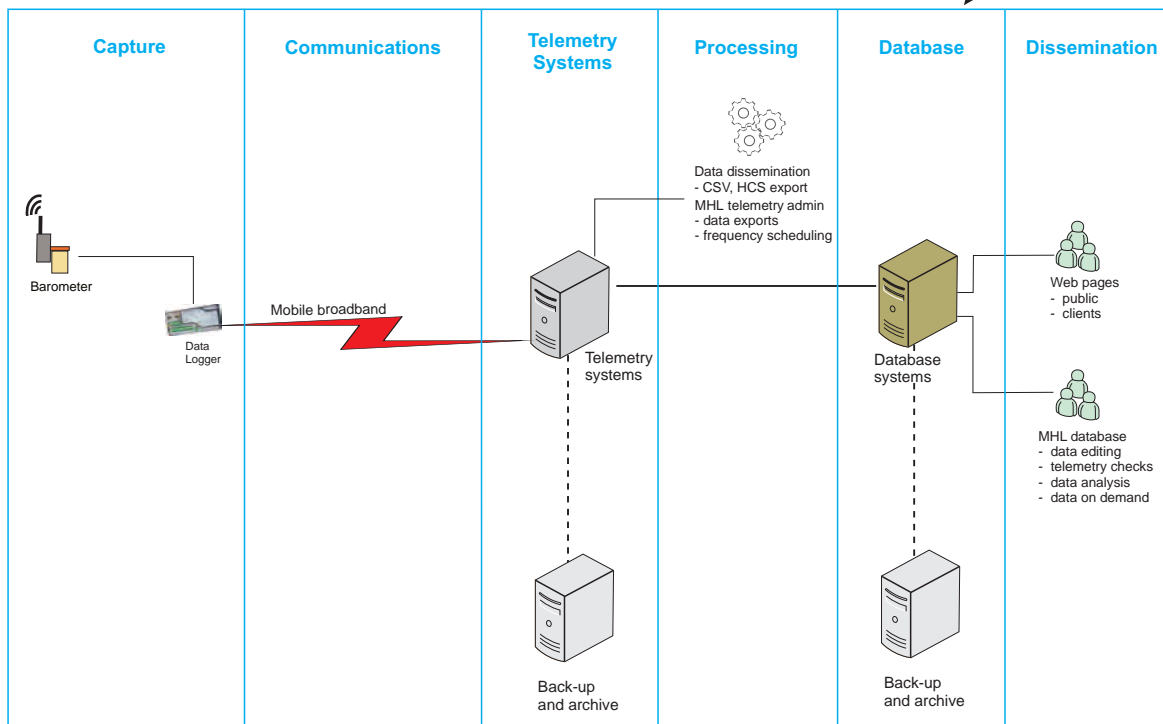 Capture
Communications
Telemetry
Systems
Processing
Database
Dissemination
Data dissemination
- CSV, HCS export
MHL telemetry admin
- data exports
- frequency scheduling
Barometer
Data
Logger
Mobile broadband
Telemetry
systems
Database
systems
Web pages
- public
- clients
MHL database
- data editing
- telemetry checks
- data analysis
- data on demand
Back-up
and archive
Back-up
and archive